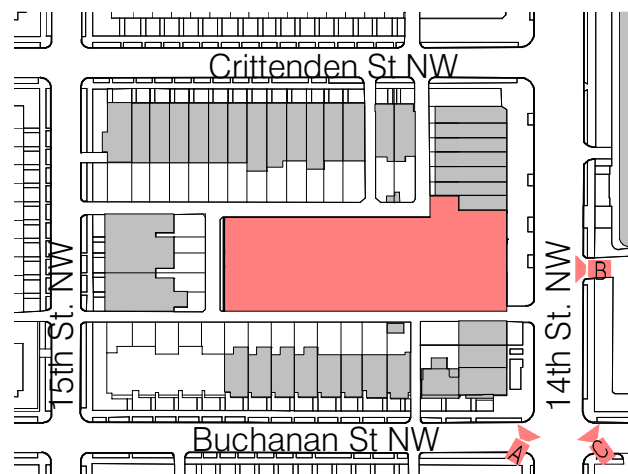 Crittenden St NW
15th St. NW
14th St. NW
B
Buchanan St NW
A
C